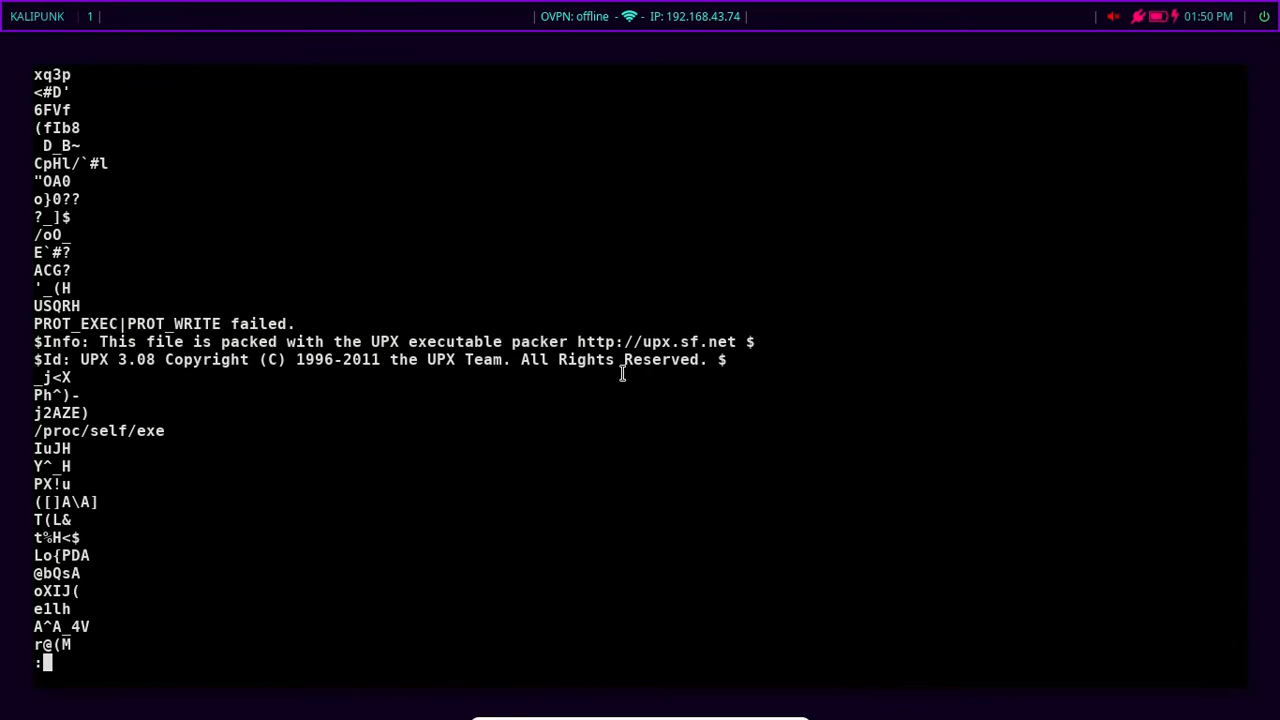 KALIPUNK 1 | | OVPN: offline - - IP: 192.168.43.74 | | 01:50 PM |
xq3p
<#D'
6FVf
(fIb8
 D_B~
CpHl/`#l
"OA0
o}0??
?_]$
/oO_
E`#?
ACG?
'_(H
USQRH
PROT_EXEC|PROT_WRITE failed.
$Info: This file is packed with the UPX executable packer http://upx.sf.net $
$Id: UPX 3.08 Copyright (C) 1996-2011 the UPX Team. All Rights Reserved. $
_j<X
Ph^)-
j2AZE)
/proc/self/exe
IuJH
Y^_H
PX!u
([]A\A]
T(L&
t%H<$
Lo{PDA
@bQsA
oXIJ(
e1lh
A^A_4V
r@(M
: